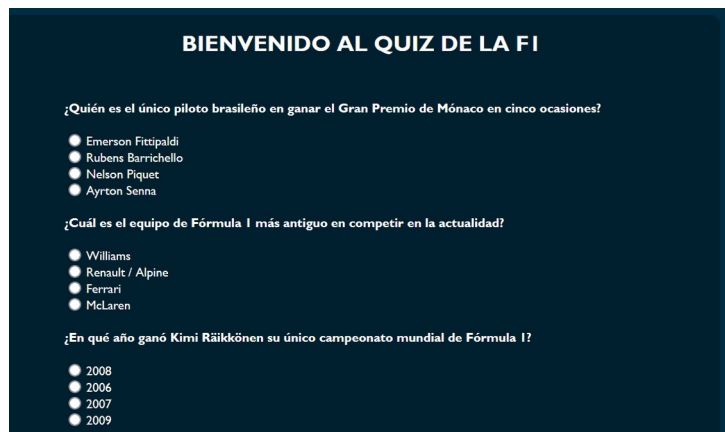 BIENVENIDO AL QUIZ DE LA F1
¿Quién es el único piloto brasileño en ganar el Gran Premio de Mónaco en cinco ocasiones?
Emerson Fittipaldi
Rubens Barrichello
Nelson Piquet
Ayrton Senna
¿Cuál es el equipo de Fórmula 1 más antiguo en competir en la actualidad?
Williams
Renault / Alpine
Ferrari
McLaren
¿En qué año ganó Kimi Räikkönen su único campeonato mundial de Fórmula 1?
2008
2006
2007
2009